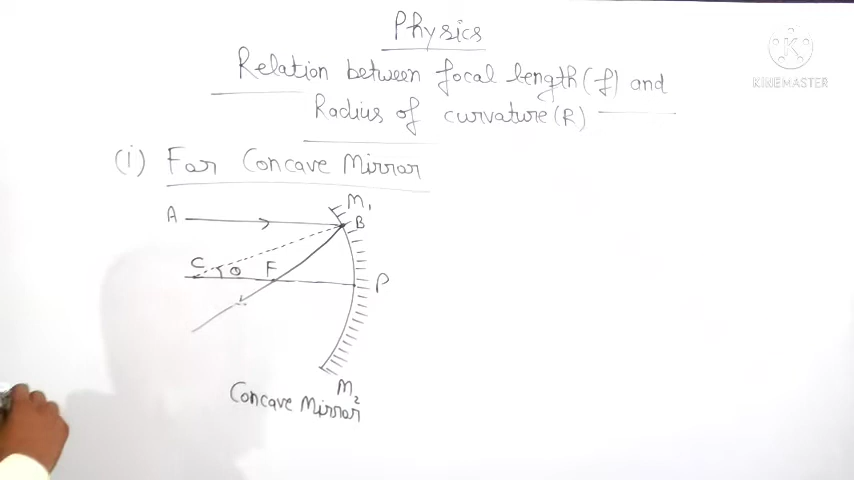 Physics
Relation between focal length (f) and
Radius of curvature (R)
(i) For Concave Mirror
M₁
A
B
C
θ
F
P
M₂
Concave Mirror
KINEMASTER